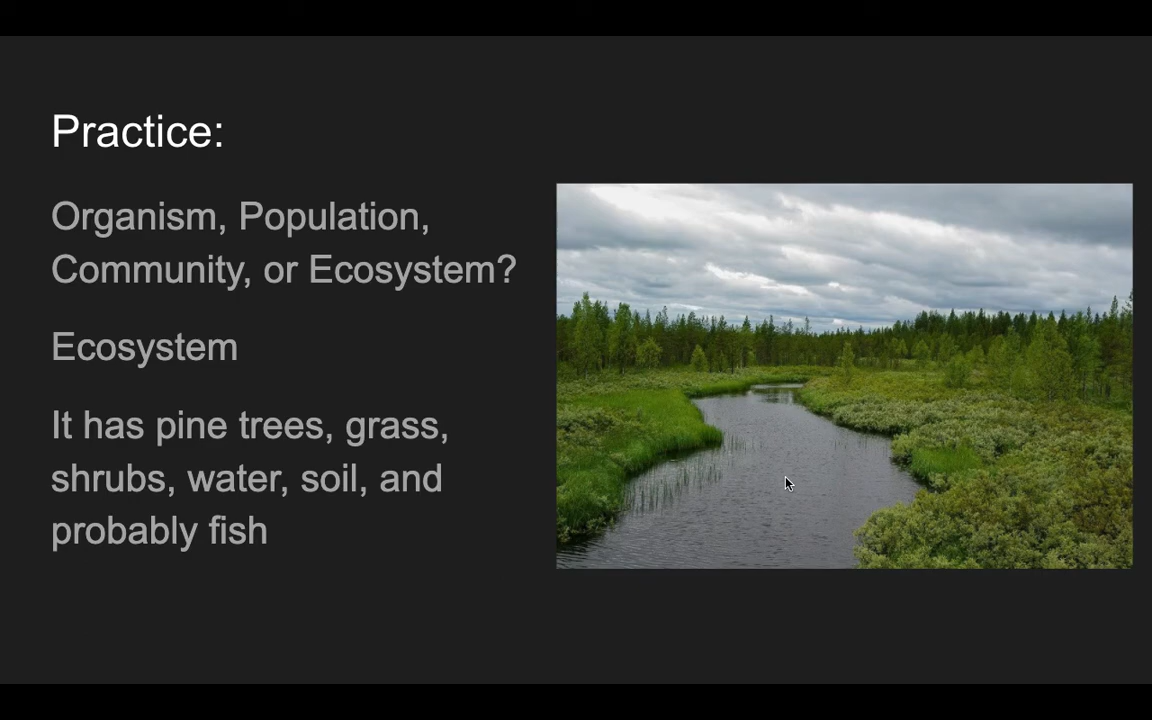 Practice:
Organism, Population,
Community, or Ecosystem?
Ecosystem
It has pine trees, grass,
shrubs, water, soil, and
probably fish